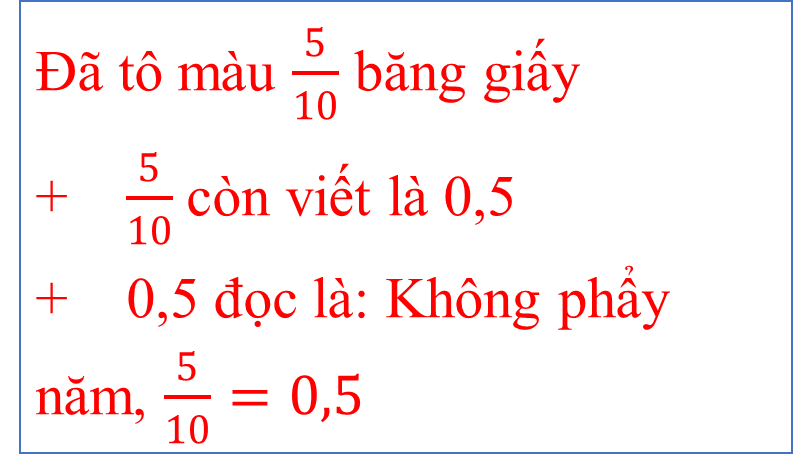 Đã tô màu 5/10 băng giấy
+ 5/10 còn viết là 0,5
+ 0,5 đọc là: Không phẩy
năm, 5/10 = 0,5